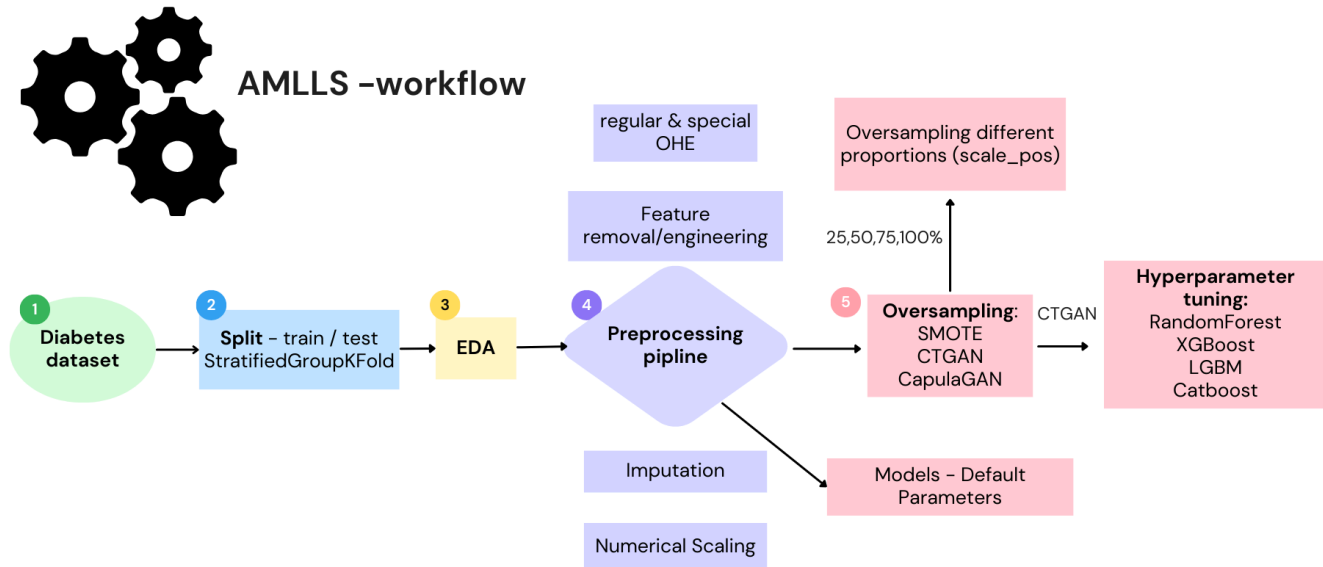 AMLLS -workflow
regular & special
OHE
Feature
removal/engineering
Oversampling different
proportions (scale_pos)
25,50,75,100%
1
Diabetes
dataset
2
Split - train / test
StratifiedGroupKFold
3
EDA
4
Preprocessing
pipline
5
Oversampling:
SMOTE
CTGAN
CapulaGAN
CTGAN
Hyperparameter
tuning:
RandomForest
XGBoost
LGBM
Catboost
Imputation
Numerical Scaling
Models - Default
Parameters